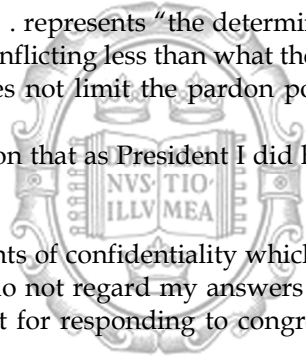 . represents “the determin
nflicting less than what the
es not limit the pardon po
on that as President I did h
NVS TIO
ILLV MEA
nts of confidentiality which
o not regard my answers
t for responding to congr